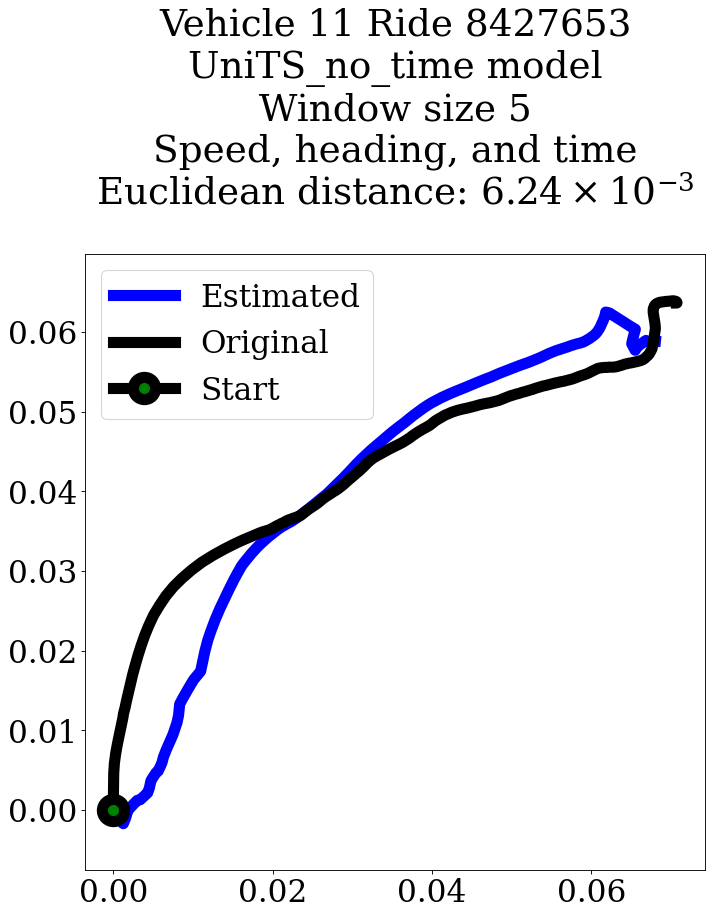 Vehicle 11 Ride 8427653
UniTS_no_time model
Window size 5
Speed, heading, and time
Euclidean distance: 6.24 × 10⁻³
Estimated
Original
Start
0.06
0.05
0.04
0.03
0.02
0.01
0.00
0.00 0.02 0.04 0.06